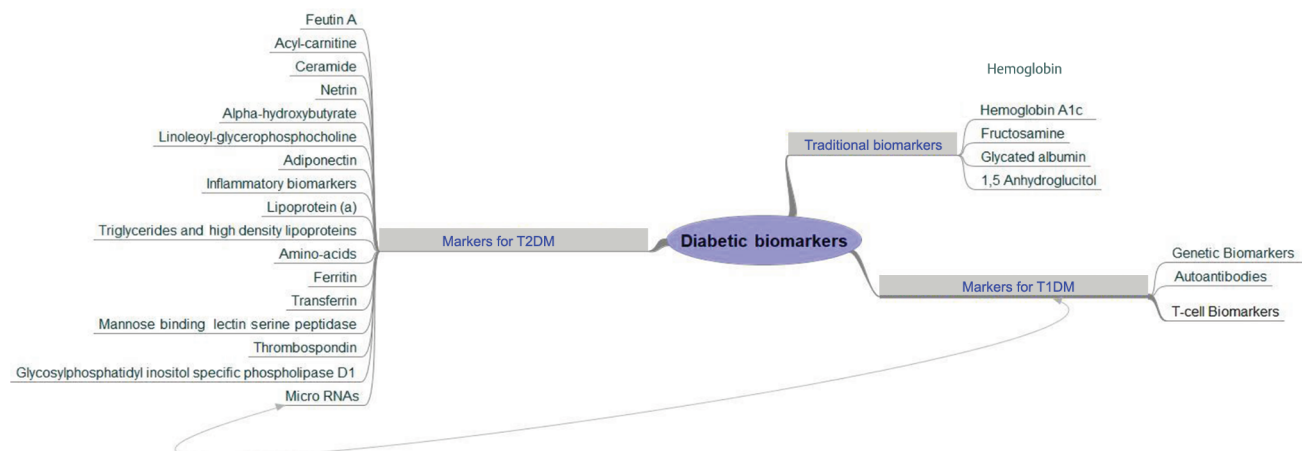 Feutin A
Acyl-carnitine
Ceramide
Netrin
Alpha-hydroxybutyrate
Linoleoyl-glycerophosphocholine
Adiponectin
Inflammatory biomarkers
Lipoprotein (a)
Triglycerides and high density lipoproteins
Amino-acids
Ferritin
Transferrin
Mannose binding lectin serine peptidase
Thrombospondin
Glycosylphosphatidyl inositol specific phospholipase D1
Micro RNAs
Markers for T2DM
Diabetic biomarkers
Traditional biomarkers
Hemoglobin
Hemoglobin A1c
Fructosamine
Glycated albumin
1,5 Anhydroglucitol
Markers for T1DM
Genetic Biomarkers
Autoantibodies
T-cell Biomarkers